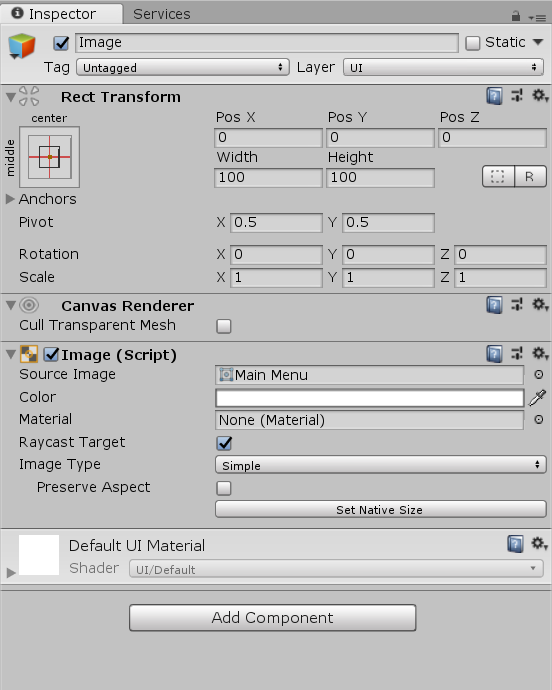 Inspector Services
Image Static
Tag Untagged Layer UI
Rect Transform
center
middle
Pos X Pos Y Pos Z
0 0 0
Width Height
100 100
R
Anchors
Pivot X 0.5 Y 0.5
Rotation X 0 Y 0 Z 0
Scale X 1 Y 1 Z 1
Canvas Renderer
Cull Transparent Mesh
Image (Script)
Source Image Main Menu
Color
Material None (Material)
Raycast Target
Image Type Simple
Preserve Aspect
Set Native Size
Default UI Material
Shader UI/Default
Add Component